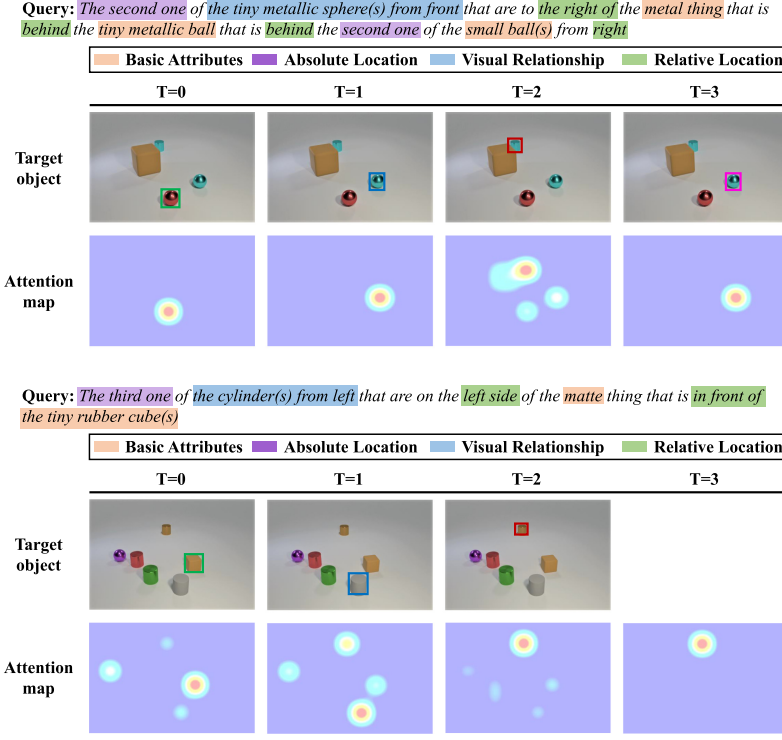 Query: The second one of the tiny metallic sphere(s) from front that are to the right of the metal thing that is
behind the tiny metallic ball that is behind the second one of the small ball(s) from right
Basic Attributes Absolute Location Visual Relationship Relative Location
T=0 T=1 T=2 T=3
Target
object
Attention
map
Query: The third one of the cylinder(s) from left that are on the left side of the matte thing that is in front of
the tiny rubber cube(s)
Basic Attributes Absolute Location Visual Relationship Relative Location
T=0 T=1 T=2 T=3
Target
object
Attention
map